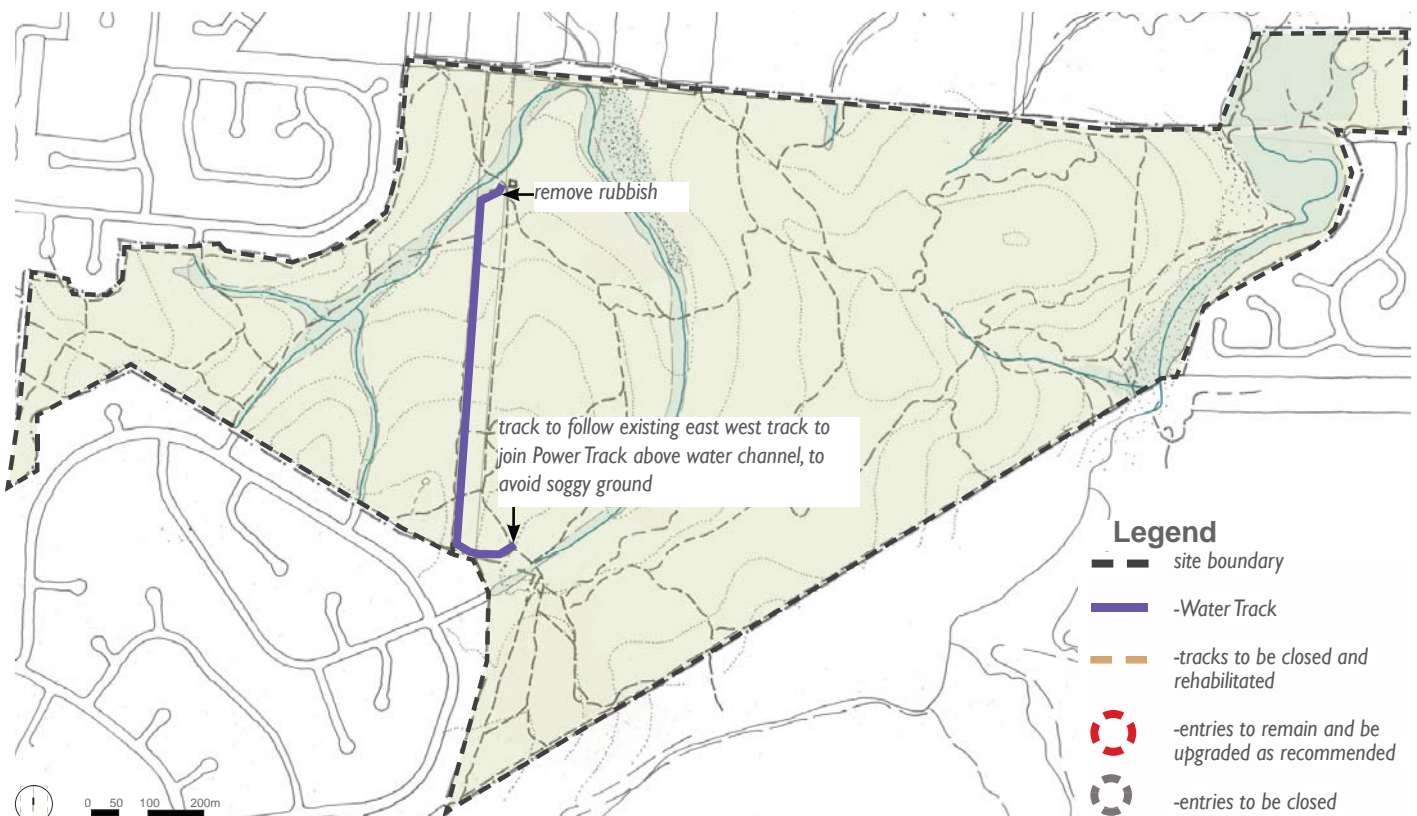 remove rubbish
track to follow existing east west track to
join Power Track above water channel, to
avoid soggy ground
Legend
site boundary
-Water Track
-tracks to be closed and
rehabilitated
-entries to remain and be
upgraded as recommended
-entries to be closed
0 50 100 200m